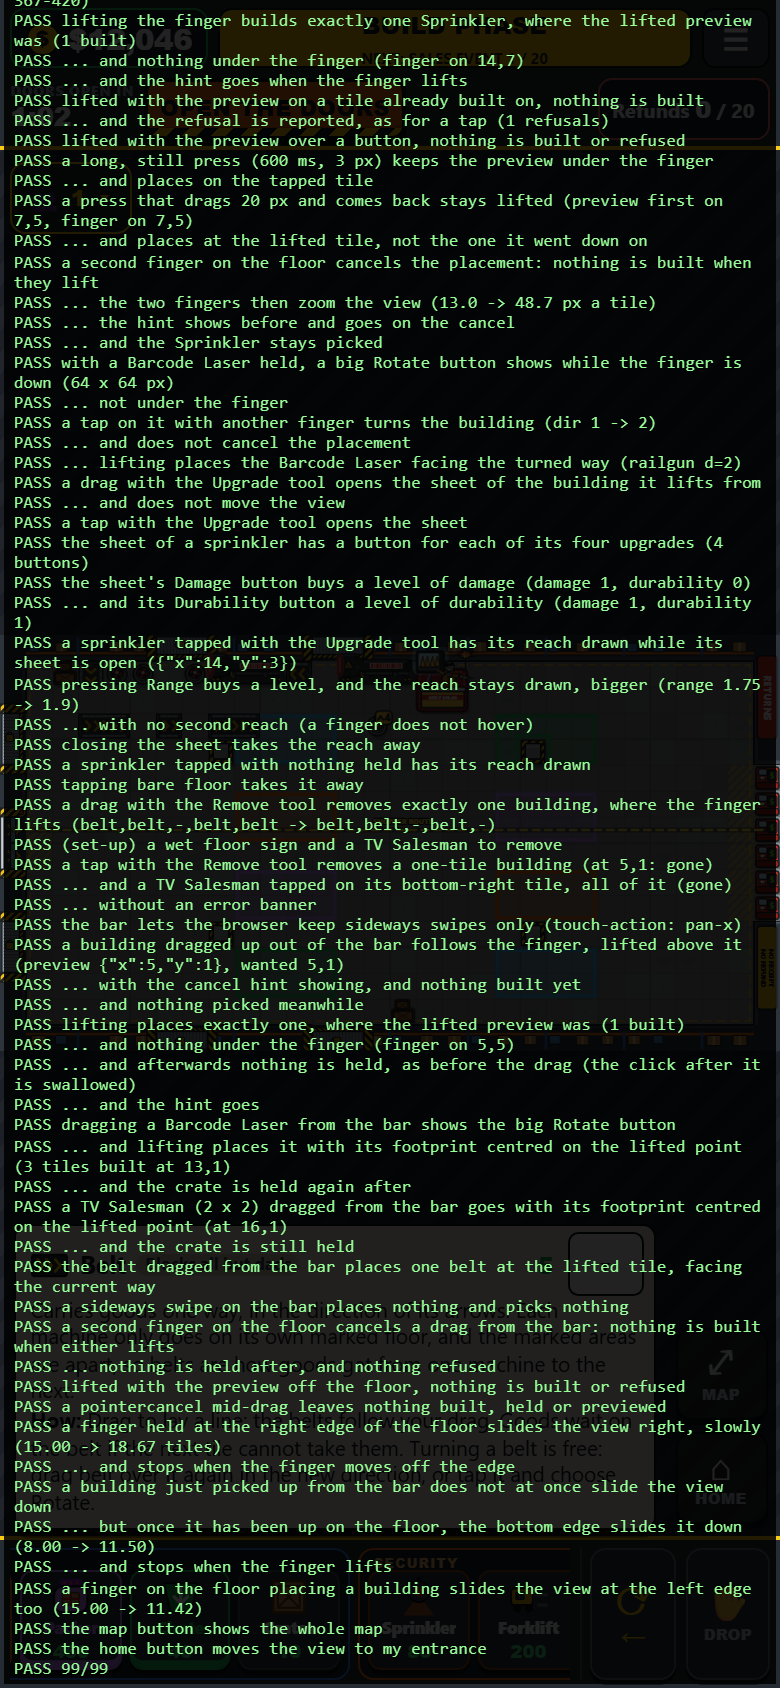 367-420)
PASS lifting the finger builds exactly one Sprinkler, where the lifted preview
was (1 built)
PASS ... and nothing under the finger (finger on 14,7)
PASS ... and the hint goes when the finger lifts
PASS lifted with the preview on a tile already built on, nothing is built
PASS ... and the refusal is reported, as for a tap (1 refusals)
PASS lifted with the preview over a button, nothing is built or refused
PASS a long, still press (600 ms, 3 px) keeps the preview under the finger
PASS ... and places on the tapped tile
PASS a press that drags 20 px and comes back stays lifted (preview first on
7,5, finger on 7,5)
PASS ... and places at the lifted tile, not the one it went down on
PASS a second finger on the floor cancels the placement: nothing is built when
they lift
PASS ... the two fingers then zoom the view (13.0 -> 48.7 px a tile)
PASS ... the hint shows before and goes on the cancel
PASS ... and the Sprinkler stays picked
PASS with a Barcode Laser held, a big Rotate button shows while the finger is
down (64 x 64 px)
PASS ... not under the finger
PASS a tap on it with another finger turns the building (dir 1 -> 2)
PASS ... and does not cancel the placement
PASS ... lifting places the Barcode Laser facing the turned way (railgun d=2)
PASS a drag with the Upgrade tool opens the sheet of the building it lifts from
PASS ... and does not move the view
PASS a tap with the Upgrade tool opens the sheet
PASS the sheet of a sprinkler has a button for each of its four upgrades (4
buttons)
PASS the sheet's Damage button buys a level of damage (damage 1, durability 0)
PASS ... and its Durability button a level of durability (damage 1, durability
1)
PASS a sprinkler tapped with the Upgrade tool has its reach drawn while its
sheet is open ({"x":14,"y":3})
PASS pressing Range buys a level, and the reach stays drawn, bigger (range 1.75
-> 1.9)
PASS ... with no second reach (a finger does not hover)
PASS closing the sheet takes the reach away
PASS a sprinkler tapped with nothing held has its reach drawn
PASS tapping bare floor takes it away
PASS a drag with the Remove tool removes exactly one building, where the finger
lifts (belt,belt,-,belt,belt -> belt,belt,-,belt,-)
PASS (set-up) a wet floor sign and a TV Salesman to remove
PASS a tap with the Remove tool removes a one-tile building (at 5,1: gone)
PASS ... and a TV Salesman tapped on its bottom-right tile, all of it (gone)
PASS ... without an error banner
PASS the bar lets the browser keep sideways swipes only (touch-action: pan-x)
PASS a building dragged up out of the bar follows the finger, lifted above it
(preview {"x":5,"y":1}, wanted 5,1)
PASS ... with the cancel hint showing, and nothing built yet
PASS ... and nothing picked meanwhile
PASS lifting places exactly one, where the lifted preview was (1 built)
PASS ... and nothing under the finger (finger on 5,5)
PASS ... and afterwards nothing is held, as before the drag (the click after it
is swallowed)
PASS ... and the hint goes
PASS dragging a Barcode Laser from the bar shows the big Rotate button
PASS ... and lifting places it with its footprint centred on the lifted point
(3 tiles built at 13,1)
PASS ... and the crate is held again after
PASS a TV Salesman (2 x 2) dragged from the bar goes with its footprint centred
on the lifted point (at 16,1)
PASS ... and the crate is still held
PASS the belt dragged from the bar places one belt at the lifted tile, facing
the current way
PASS a sideways swipe on the bar places nothing and picks nothing
PASS a second finger on the floor cancels a drag from the bar: nothing is built
when either lifts
PASS ... nothing is held after, and nothing refused
PASS lifted with the preview off the floor, nothing is built or refused
PASS a pointercancel mid-drag leaves nothing built, held or previewed
PASS a finger held at the right edge of the floor slides the view right, slowly
(15.00 -> 18.67 tiles)
PASS ... and stops when the finger moves off the edge
PASS a building just picked up from the bar does not at once slide the view
down
PASS ... but once it has been up on the floor, the bottom edge slides it down
(8.00 -> 11.50)
PASS ... and stops when the finger lifts
PASS a finger on the floor placing a building slides the view at the left edge
too (15.00 -> 11.42)
PASS the map button shows the whole map
PASS the home button moves the view to my entrance
PASS 99/99
BUILD PHASE
Refunds 0 / 20
MAP
HOME
Rotate.
SECURITY
Sprinkler
Forklift
200
DROP